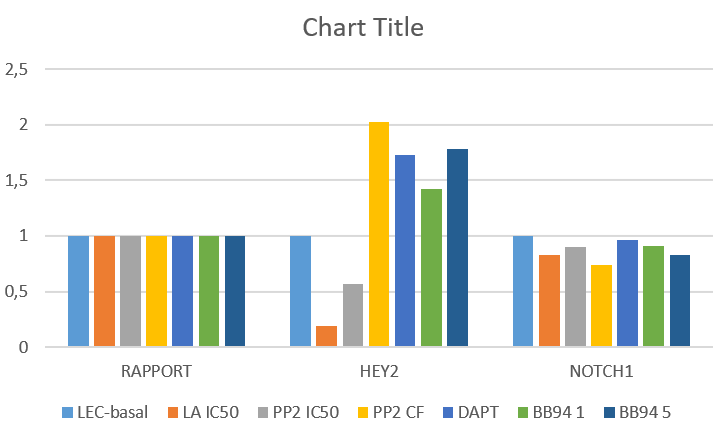 Chart Title
2,5
2
1,5
1
0,5
0
RAPPORT HEY2 NOTCH1
LEC-basal LA IC50 PP2 IC50 PP2 CF DAPT BB94 1 BB94 5